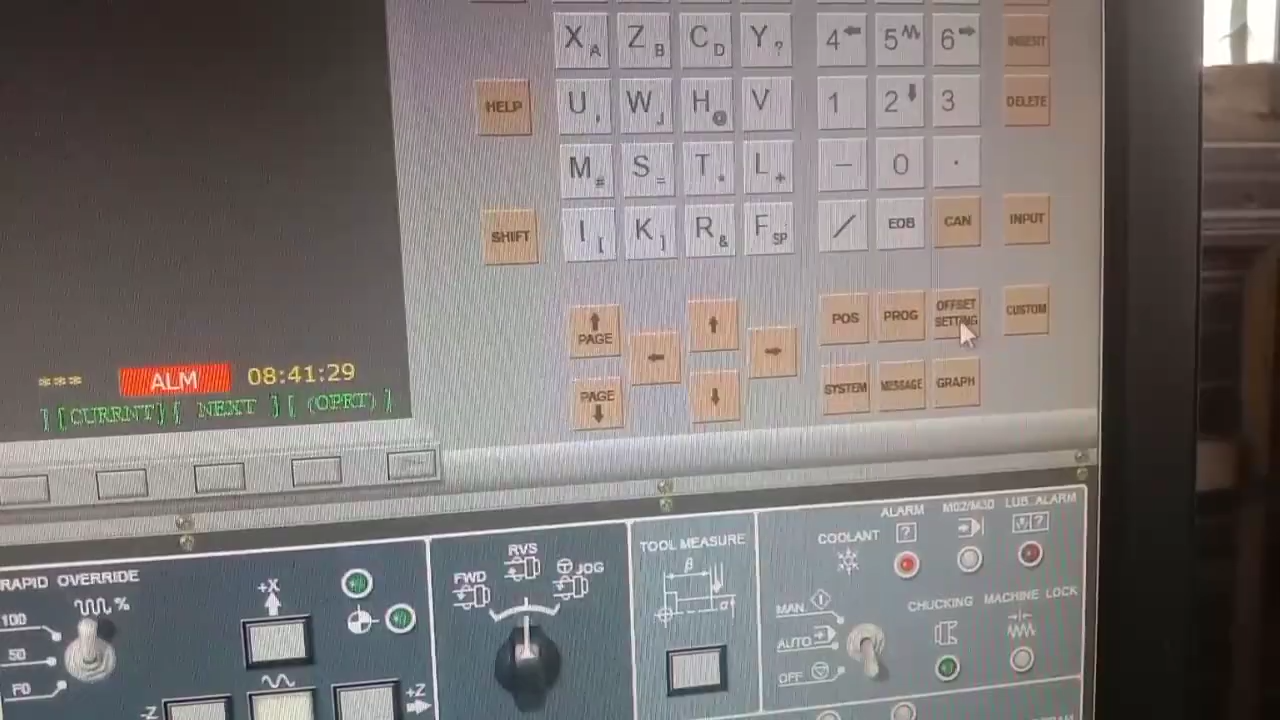 X A Z B C D Y ? 4 5 6 INSERT
HELP U , W J H @ V 1 2 3 DELETE
M # S = T * L + - 0 .
SHIFT I [ K ] R & F SP / EOB CAN INPUT
PAGE POS PROG OFFSET SETTING CUSTOM
PAGE SYSTEM MESSAGE GRAPH
*** ALM 08:41:29
] [CURRNT] [ NEXT ] [ (OPRT) ]
RAPID OVERRIDE
%
100
50
F0
+X
-Z
+Z
FWD
RVS
JOG
TOOL MEASURE
β
α
COOLANT
MAN
AUTO
OFF
ALARM
?
M02/M30
LUB ALARM
?
CHUCKING
MACHINE LOCK